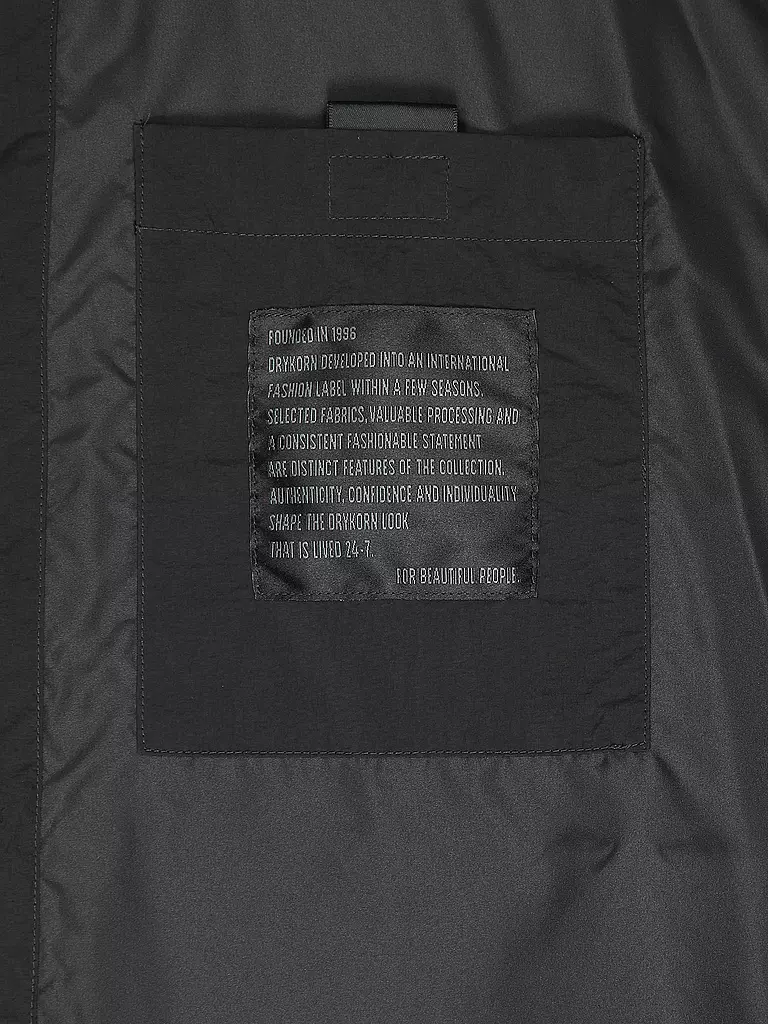 FOUNDED IN 1996
DRYKORN DEVELOPED INTO AN INTERNATIONAL
FASHION LABEL WITHIN A FEW SEASONS.
SELECTED FABRICS, VALUABLE PROCESSING AND
A CONSISTENT FASHIONABLE STATEMENT
ARE DISTINCT FEATURES OF THE COLLECTION.
AUTHENTICITY, CONFIDENCE AND INDIVIDUALITY
SHAPE THE DRYKORN LOOK
THAT IS LIVED 24-7.
FOR BEAUTIFUL PEOPLE.